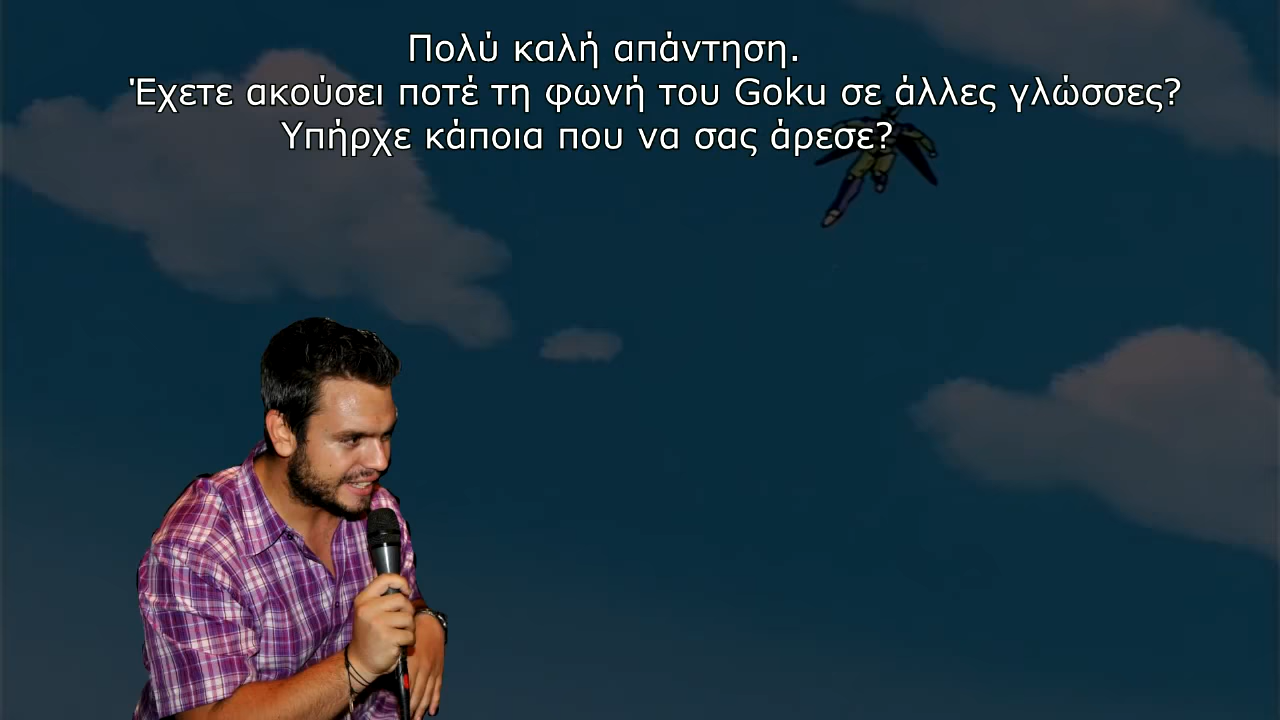 Πολύ καλή απάντηση.
Έχετε ακούσει ποτέ τη φωνή του Goku σε άλλες γλώσσες?
Υπήρχε κάποια που να σας άρεσε?